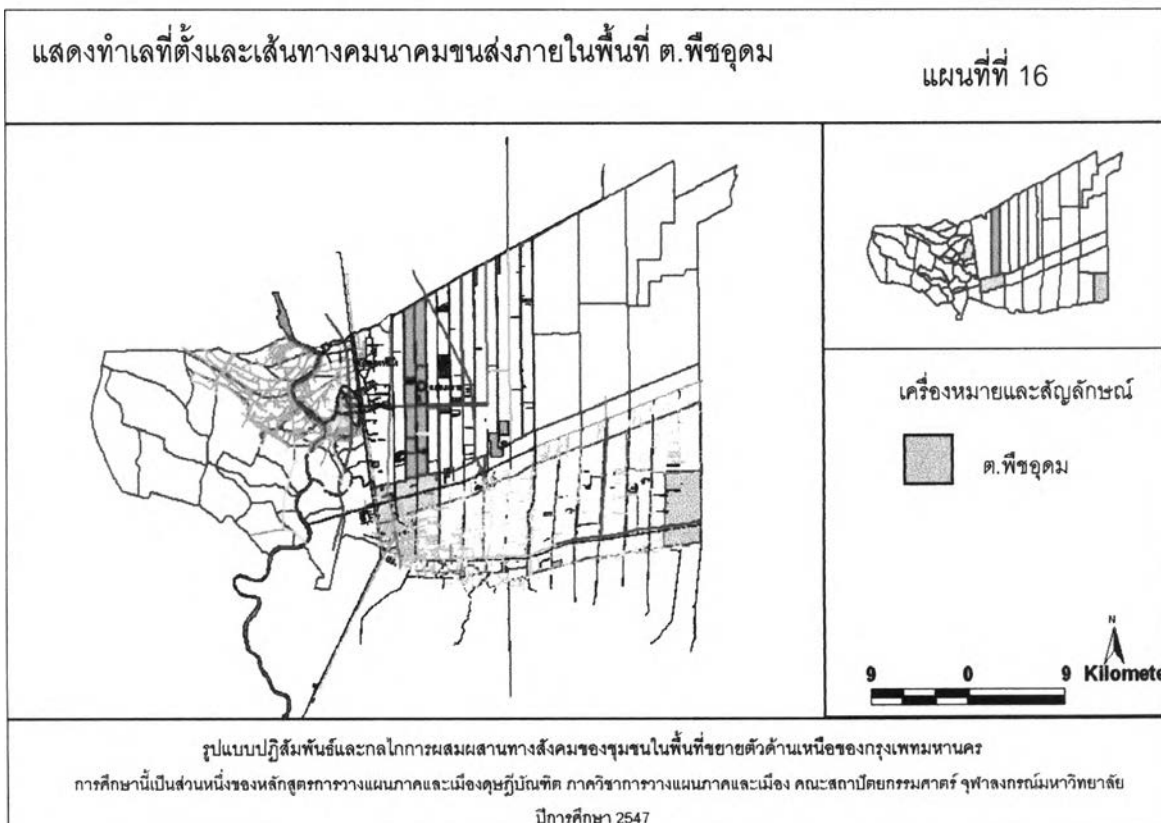 แสดงทำเลที่ตั้งและเส้นทางคมนาคมขนส่งภายในพื้นที่ ต.พืชอุดม
แผนที่ที่ 16
เครื่องหมายและสัญลักษณ์
ต.พืชอุดม
N
9 0 9 Kilomete
รูปแบบปฏิสัมพันธ์และกลไกการผสมผสานทางสังคมของชุมชนในพื้นที่ขยายตัวด้านเหนือของกรุงเทพมหานคร
การศึกษานี้เป็นส่วนหนึ่งของหลักสูตรการวางแผนภาคและเมืองดุษฎีบัณฑิต ภาควิชาการวางแผนภาคและเมือง คณะสถาปัตยกรรมศาตร์ จุฬาลงกรณ์มหาวิทยาลัย
ปีการศึกษา 2547